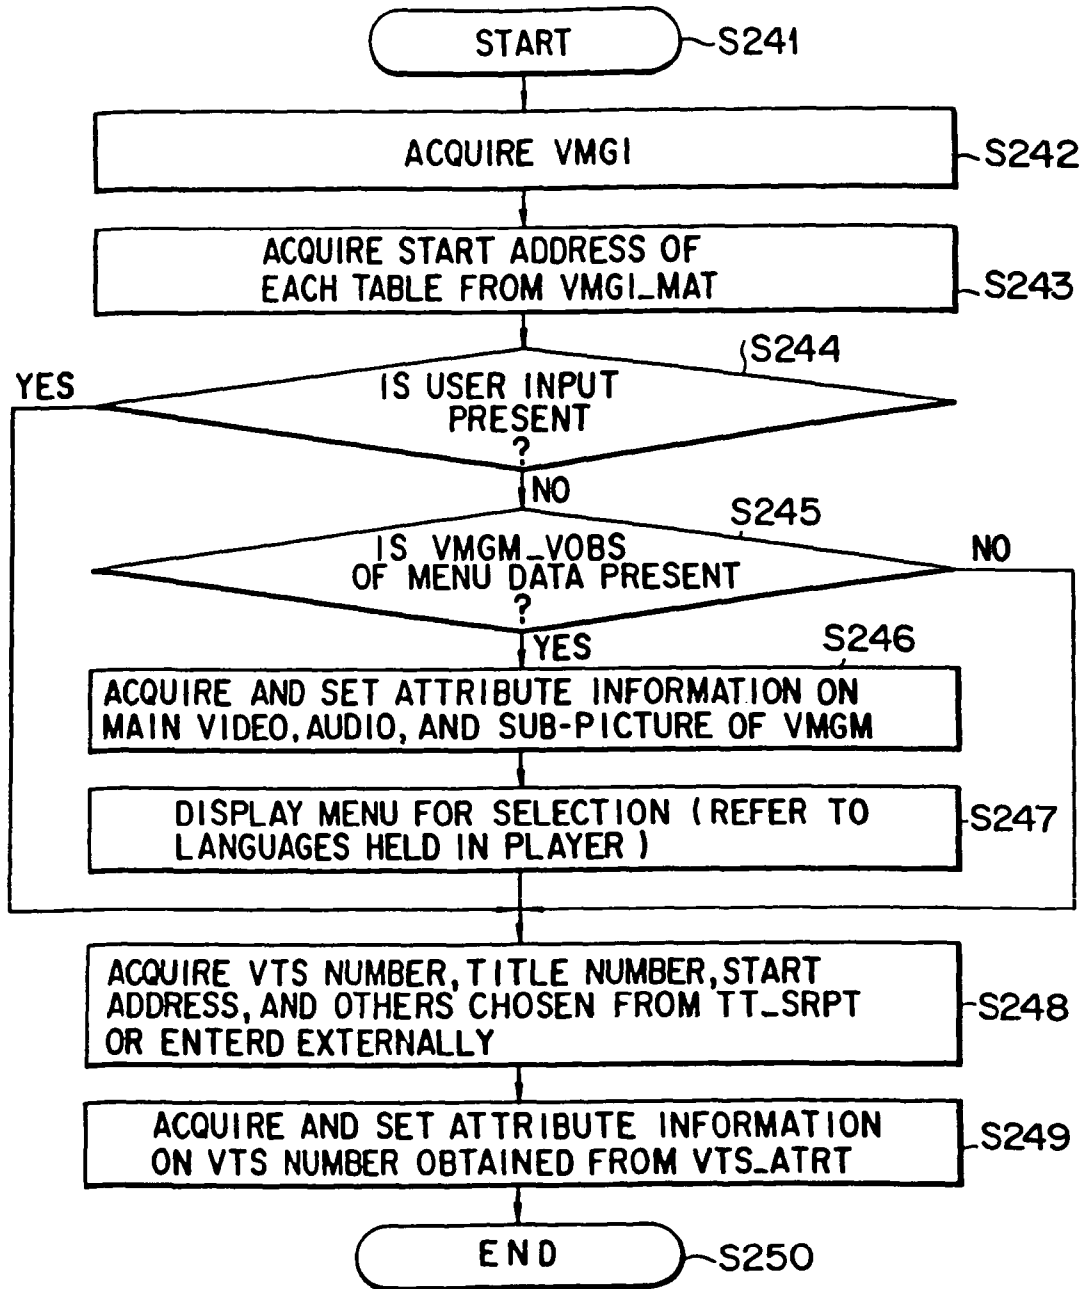 START
S241
ACQUIRE VMGI
S242
ACQUIRE START ADDRESS OF
EACH TABLE FROM VMGI_MAT
S243
S244
YES
IS USER INPUT
PRESENT
?
NO
S245
IS VMGM_VOBS
OF MENU DATA PRESENT
?
NO
YES
S246
ACQUIRE AND SET ATTRIBUTE INFORMATION ON
MAIN VIDEO, AUDIO, AND SUB-PICTURE OF VMGM
DISPLAY MENU FOR SELECTION (REFER TO
LANGUAGES HELD IN PLAYER)
S247
ACQUIRE VTS NUMBER, TITLE NUMBER, START
ADDRESS, AND OTHERS CHOSEN FROM TT_SRPT
OR ENTERD EXTERNALLY
S248
ACQUIRE AND SET ATTRIBUTE INFORMATION
ON VTS NUMBER OBTAINED FROM VTS_ATRT
S249
END
S250